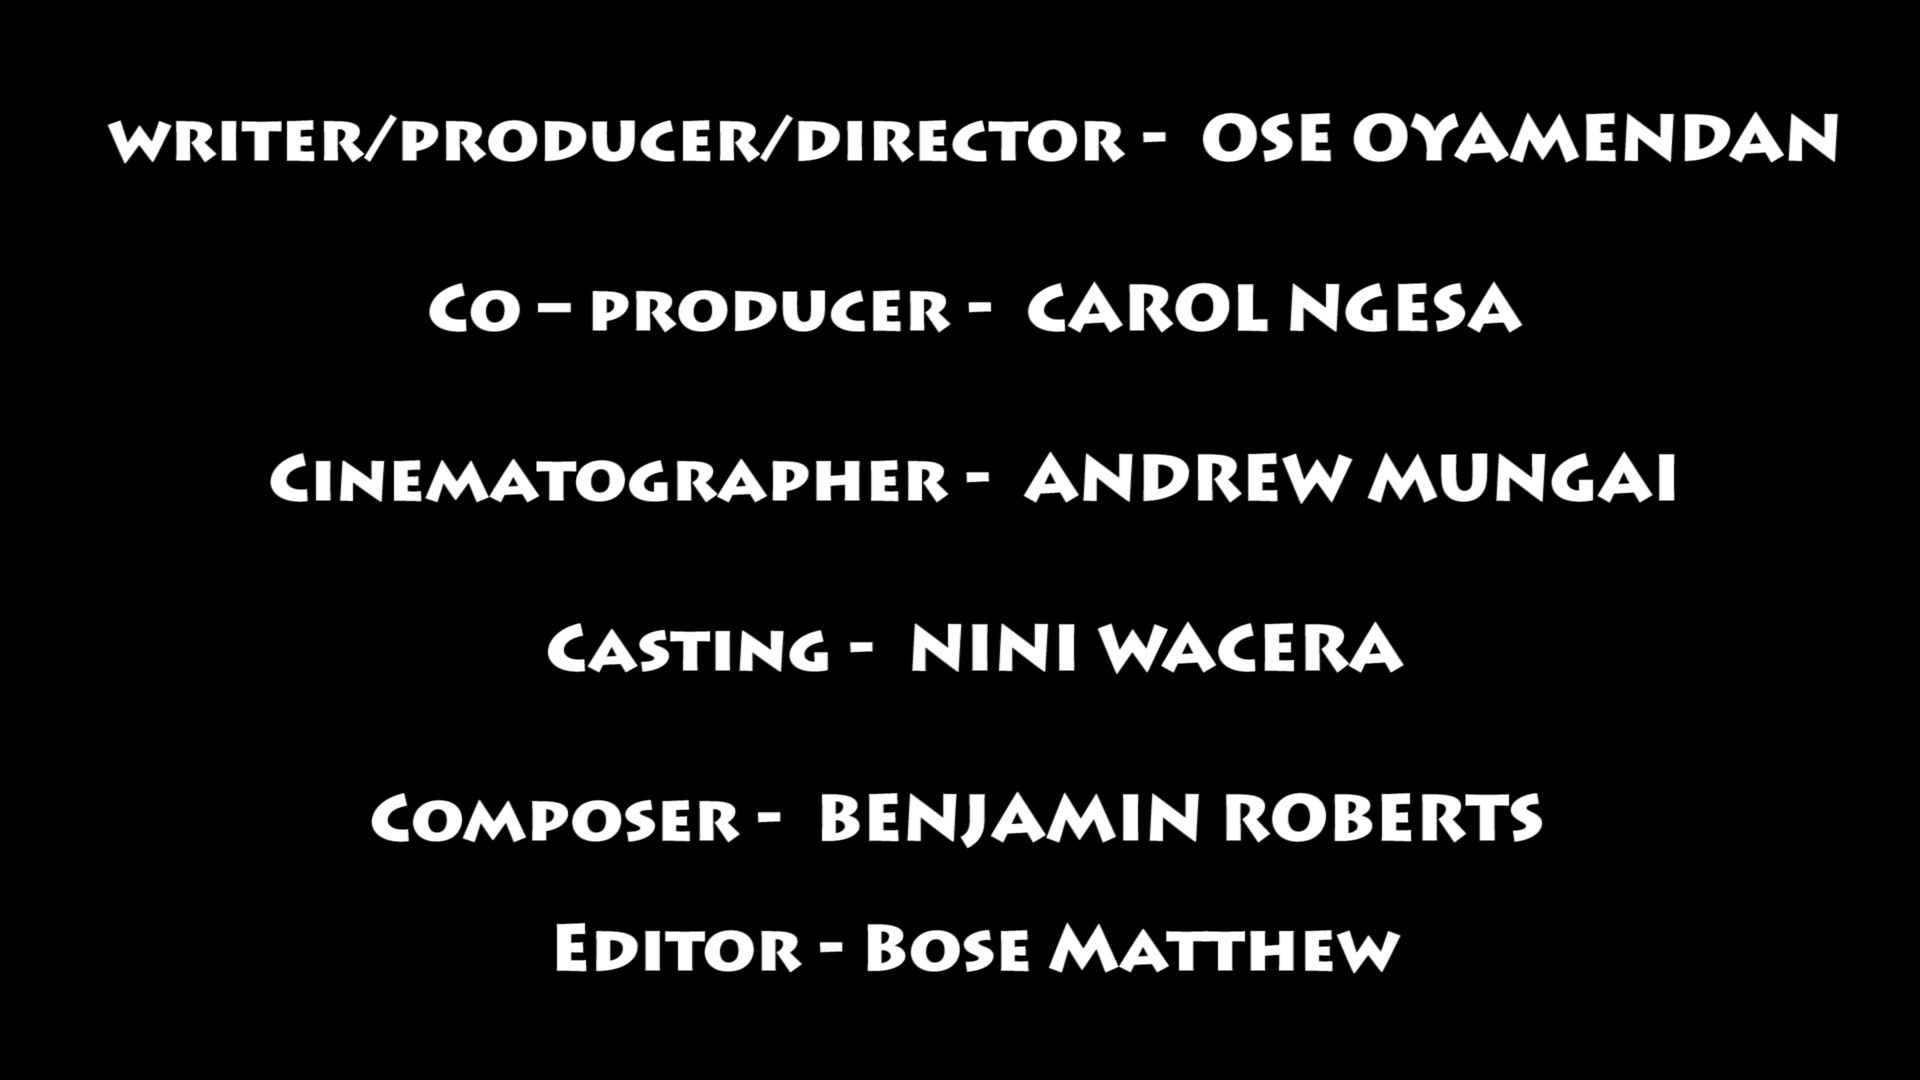 WRITER/PRODUCER/DIRECTOR - OSE OYAMENDAN
CO – PRODUCER - CAROL NGESA
CINEMATOGRAPHER - ANDREW MUNGAI
CASTING - NINI WACERA
COMPOSER - BENJAMIN ROBERTS
EDITOR - BOSE MATTHEW